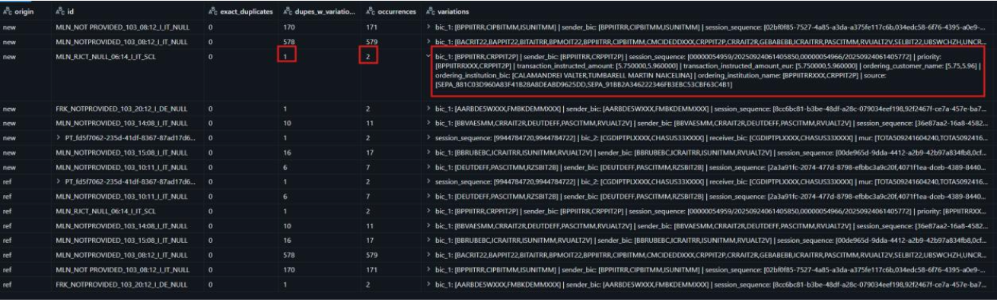 origin id exact_duplicates dupes_w_variatio... occurrences variations
new MLN_NOT PROVIDED_103_08:12_I_IT_NULL 0 170 171 > bic_1: [BPPIITRR,CIPBITMM,ISUNITMM] | sender_bic: [BPPIITRR,CIPBITMM,ISUNITMM] | session_sequence: [02bf0f85-7527-4a85-a3da-a375fe117c6b,034edc58-6f76-4395-a0e9-...
new MLN_NOTPROVIDED_103_08:12_I_IT_NULL 0 578 579 > bic_1: [BACRIT22,BAPPIT22,BITAITRR,BPMOIT22,BPPIITRR,CIPBITMM,CMCIDEDDXXX,CRPPIT2P,CRRAIT2R,GEBABEBB,ICRAITRR,PASCITMM,RVUALT2V,SELBIT22,UBSWCHZH,UNCR...
new MLN_RJCT_NULL_06:14_I_IT_SCL 0 1 2 bic_1: [BPPIITRR,CRPPIT2P] | sender_bic: [BPPIITRR,CRPPIT2P] | session_sequence: [00000054959/20250924061405850,00000054966/20250924061405772] | priority:
[BPPIITRRXXX,CRPPIT2P] | transaction_instructed_amount: [5.750000,5.960000] | transaction_instructed_amount_eur: [5.750000,5.960000] | ordering_customer_name: [5.75,5.96] |
ordering_institution_bic: [CALAMANDREI VALTER,TUMBARELL MARTIN NAICELINA] | ordering_institution_name: [BPPIITRRXXX,CRPPIT2P] | source:
[SEPA_881C03D960A83F41B28A8DEA8D9625DD,SEPA_91BB2A346222346FB3EBC53CBF63C4B1]
new FRK_NOTPROVIDED_103_20:12_I_DE_NULL 0 1 2 > bic_1: [AARBDE5WXXX,FMBKDEMMXXX] | sender_bic: [AARBDE5WXXX,FMBKDEMMXXX] | session_sequence: [8cc6bc81-b3be-48df-a28c-079034eef198,92f2467f-ce7a-457e-ba7...
new MLN_NOTPROVIDED_103_14:08_I_IT_NULL 0 10 11 > bic_1: [BBVAESMM,CRRAIT2R,DEUTDEFF,PASCITMM,RVUALT2V] | sender_bic: [BBVAESMM,CRRAIT2R,DEUTDEFF,PASCITMM,RVUALT2V] | session_sequence: [36e87aa2-16a8-4582...
new > PT_fd5f7062-235d-41df-8367-87ad17d6... 0 1 2 > session_sequence: [9944784720,9944784722] | bic_2: [CGDIPTPLXXXX,CHASUS33XXXX] | receiver_bic: [CGDIPTPLXXXX,CHASUS33XXXX] | mur: [TOTA509241604240,TOTA5092416...
new MLN_NOTPROVIDED_103_15:08_I_IT_NULL 0 16 17 > bic_1: [BBRUBEBC,ICRAITRR,ISUNITMM,RVUALT2V] | sender_bic: [BBRUBEBC,ICRAITRR,ISUNITMM,RVUALT2V] | session_sequence: [00de965d-9dda-4412-a2b9-42b97a834fb8,0cf...
new MLN_NOTPROVIDED_103_10:11_I_IT_NULL 0 6 7 > bic_1: [DEUTDEFF,PASCITMM,RZSBIT2B] | sender_bic: [DEUTDEFF,PASCITMM,RZSBIT2B] | session_sequence: [2a3a91fc-2074-477d-8798-efbbc3a9c20f,4071f1ea-dceb-4389-8440...
ref > PT_fd5f7062-235d-41df-8367-87ad17d6... 0 1 2 > session_sequence: [9944784720,9944784722] | bic_2: [CGDIPTPLXXXX,CHASUS33XXXX] | receiver_bic: [CGDIPTPLXXXX,CHASUS33XXXX] | mur: [TOTA509241604240,TOTA5092416...
ref MLN_NOTPROVIDED_103_10:11_I_IT_NULL 0 6 7 > bic_1: [DEUTDEFF,PASCITMM,RZSBIT2B] | sender_bic: [DEUTDEFF,PASCITMM,RZSBIT2B] | session_sequence: [2a3a91fc-2074-477d-8798-efbbc3a9c20f,4071f1ea-dceb-4389-8440...
ref MLN_RJCT_NULL_06:14_I_IT_SCL 0 1 2 > bic_1: [BPPIITRR,CRPPIT2P] | sender_bic: [BPPIITRR,CRPPIT2P] | session_sequence: [00000054959/20250924061405850,00000054966/20250924061405772] | priority: [BPPIITRRXX...
ref MLN_NOTPROVIDED_103_14:08_I_IT_NULL 0 10 11 > bic_1: [BBVAESMM,CRRAIT2R,DEUTDEFF,PASCITMM,RVUALT2V] | sender_bic: [BBVAESMM,CRRAIT2R,DEUTDEFF,PASCITMM,RVUALT2V] | session_sequence: [36e87aa2-16a8-4582...
ref MLN_NOTPROVIDED_103_15:08_I_IT_NULL 0 16 17 > bic_1: [BBRUBEBC,ICRAITRR,ISUNITMM,RVUALT2V] | sender_bic: [BBRUBEBC,ICRAITRR,ISUNITMM,RVUALT2V] | session_sequence: [00de965d-9dda-4412-a2b9-42b97a834fb8,0cf...
ref MLN_NOTPROVIDED_103_08:12_I_IT_NULL 0 578 579 > bic_1: [BACRIT22,BAPPIT22,BITAITRR,BPMOIT22,BPPIITRR,CIPBITMM,CMCIDEDDXXX,CRPPIT2P,CRRAIT2R,GEBABEBB,ICRAITRR,PASCITMM,RVUALT2V,SELBIT22,UBSWCHZH,UNCR...
ref MLN_NOT PROVIDED_103_08:12_I_IT_NULL 0 170 171 > bic_1: [BPPIITRR,CIPBITMM,ISUNITMM] | sender_bic: [BPPIITRR,CIPBITMM,ISUNITMM] | session_sequence: [02bf0f85-7527-4a85-a3da-a375fe117c6b,034edc58-6f76-4395-a0e9-...
ref FRK_NOTPROVIDED_103_20:12_I_DE_NULL 0 1 2 > bic_1: [AARBDE5WXXX,FMBKDEMMXXX] | sender_bic: [AARBDE5WXXX,FMBKDEMMXXX] | session_sequence: [8cc6bc81-b3be-48df-a28c-079034eef198,92f2467f-ce7a-457e-ba7...